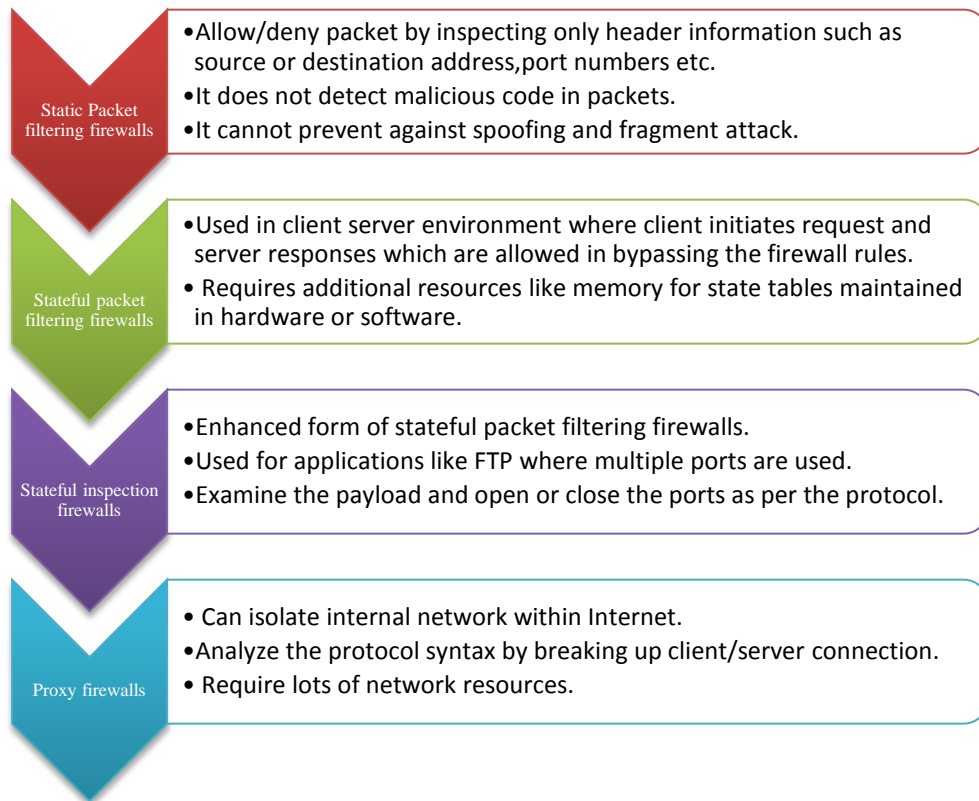 Static Packet
filtering firewalls
•Allow/deny packet by inspecting only header information such as
source or destination address,port numbers etc.
•It does not detect malicious code in packets.
•It cannot prevent against spoofing and fragment attack.
Stateful packet
filtering firewalls
•Used in client server environment where client initiates request and
server responses which are allowed in bypassing the firewall rules.
• Requires additional resources like memory for state tables maintained
in hardware or software.
Stateful inspection
firewalls
•Enhanced form of stateful packet filtering firewalls.
•Used for applications like FTP where multiple ports are used.
•Examine the payload and open or close the ports as per the protocol.
Proxy firewalls
• Can isolate internal network within Internet.
•Analyze the protocol syntax by breaking up client/server connection.
• Require lots of network resources.